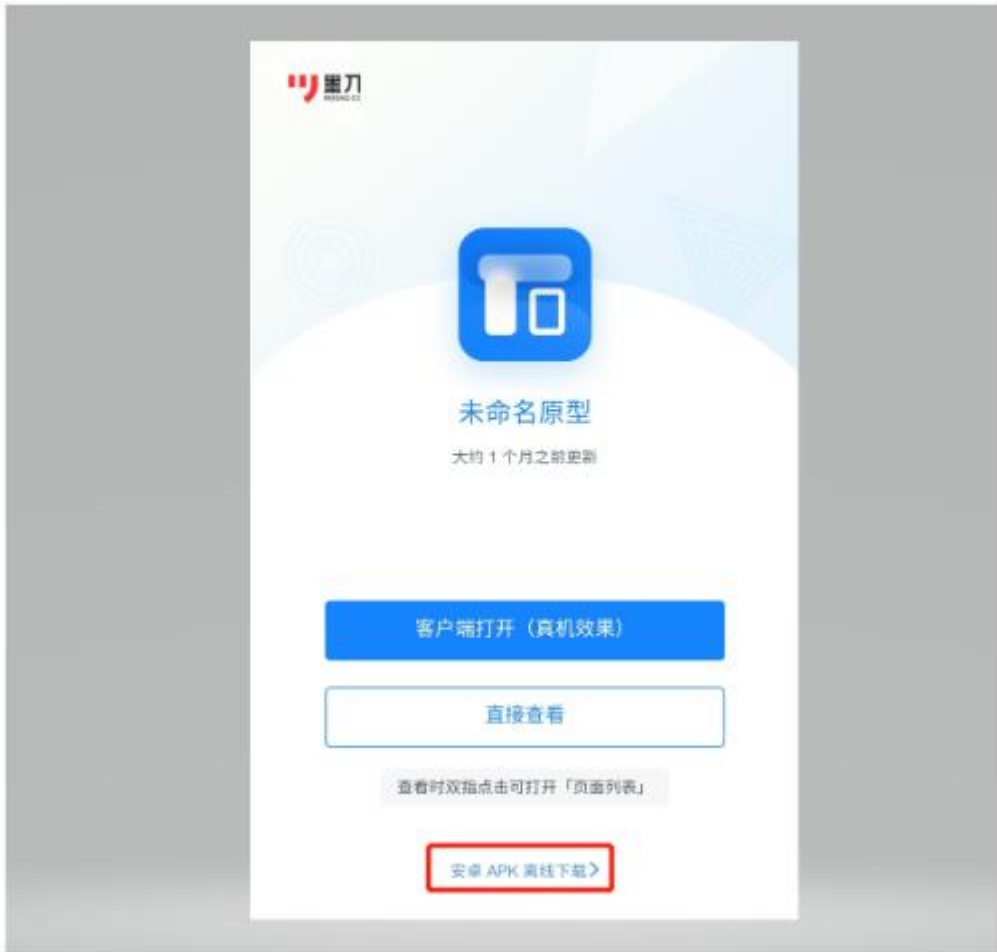 墨刀
未命名原型
大约 1 个月之前更新
客户端打开（真机效果）
直接查看
查看时双指点击可打开「页面列表」
安卓 APK 离线下载>